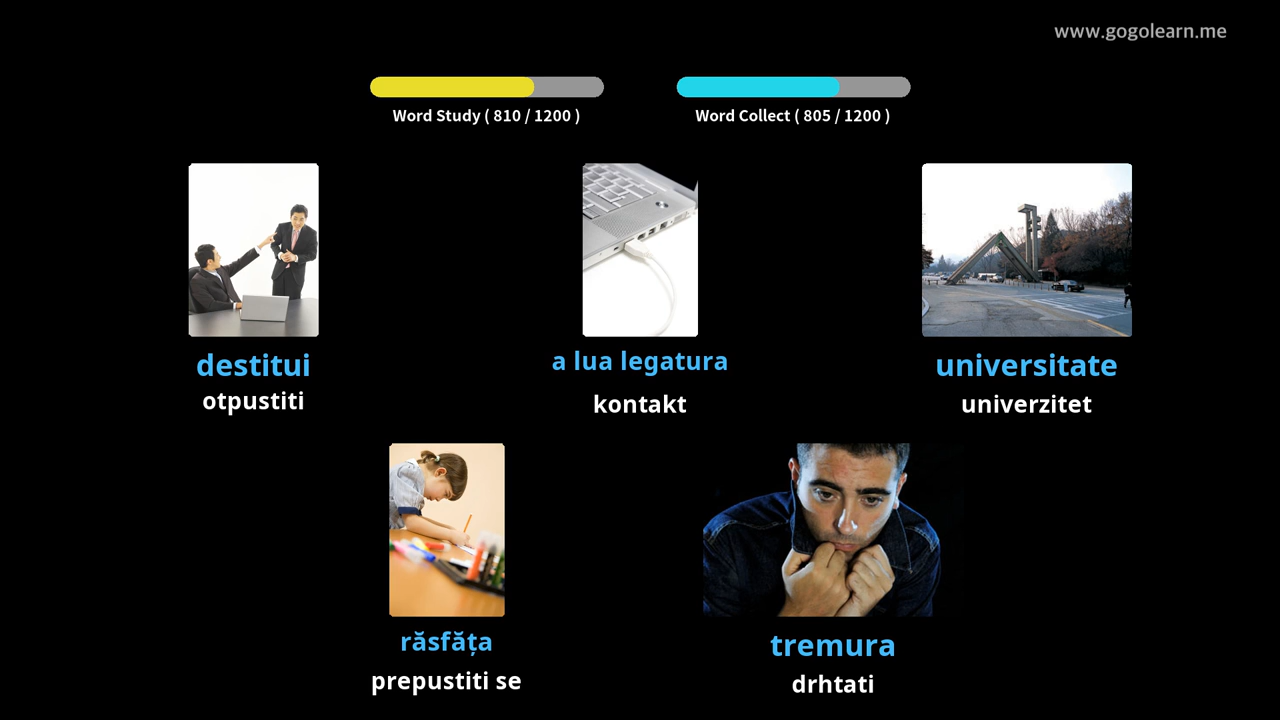 www.gogolearn.me
Word Study ( 810 / 1200 )
Word Collect ( 805 / 1200 )
destitui
otpustiti
a lua legatura
kontakt
universitate
univerzitet
răsfăța
prepustiti se
tremura
drhtati